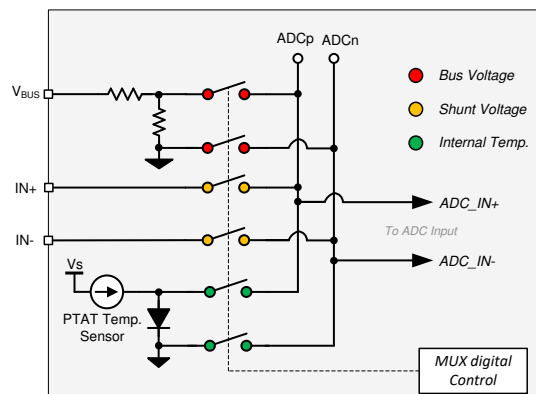 ADCp ADCn
VBUS
Bus Voltage
Shunt Voltage
Internal Temp.
IN+
ADC_IN+
To ADC Input
IN-
ADC_IN-
Vs
PTAT Temp.
Sensor
MUX digital
Control